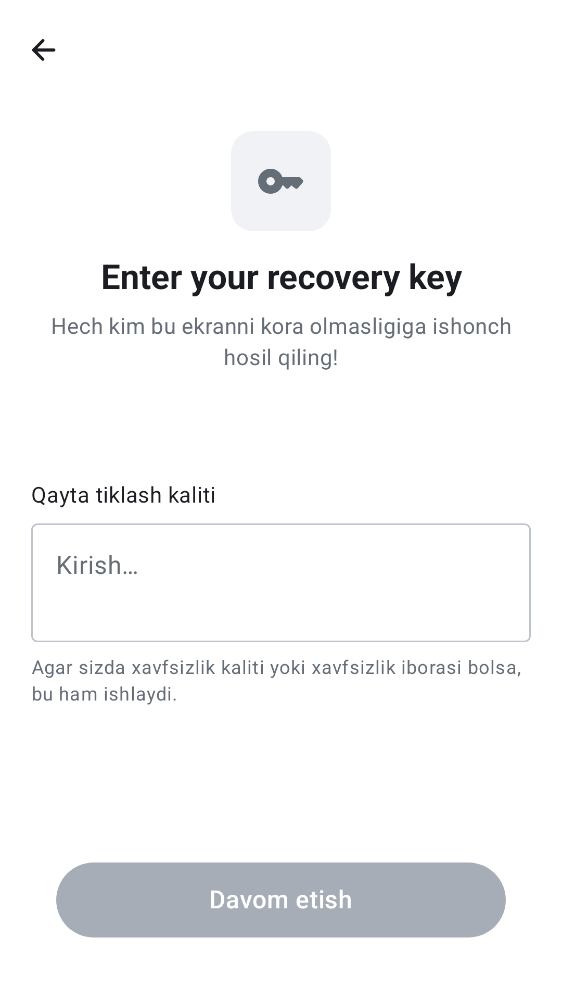 Enter your recovery key
Hech kim bu ekranni kora olmasligiga ishonch
hosil qiling!
Qayta tiklash kaliti
Kirish…
Agar sizda xavfsizlik kaliti yoki xavfsizlik iborasi bolsa,
bu ham ishlaydi.
Davom etish